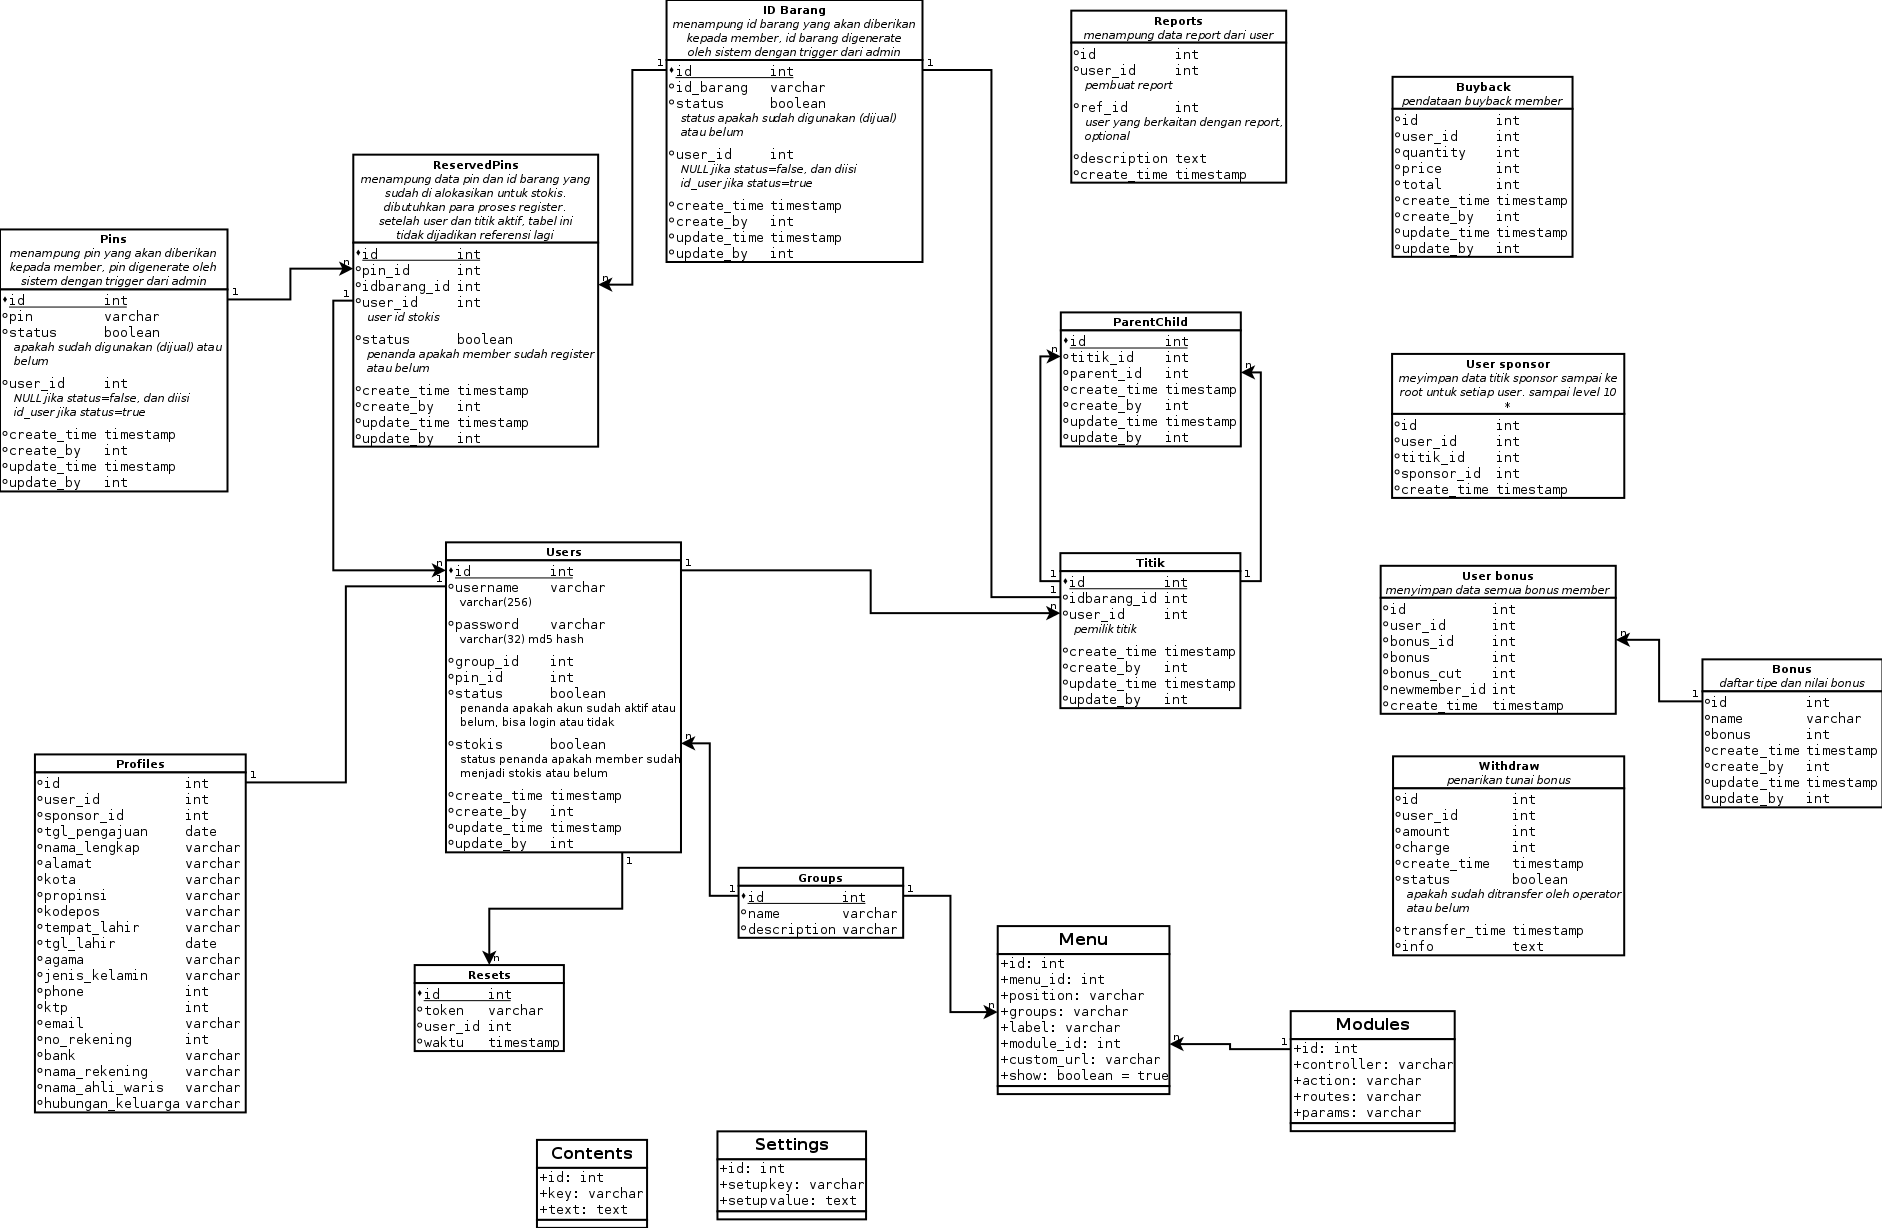 ID Barang
menampung id barang yang akan diberikan
kepada member, id barang digenerate
oleh sistem dengan trigger dari admin
id int
id_barang varchar
status boolean
status apakah sudah digunakan (dijual)
atau belum
user_id int
NULL jika status=false, dan diisi
id_user jika status=true
create_time timestamp
create_by int
update_time timestamp
update_by int
1
1
Reports
menampung data report dari user
id int
user_id int
pembuat report
ref_id int
user yang berkaitan dengan report,
optional
description text
create_time timestamp
Buyback
pendataan buyback member
id int
user_id int
quantity int
price int
total int
create_time timestamp
create_by int
update_time timestamp
update_by int
ReservedPins
menampung data pin dan id barang yang
sudah di alokasikan untuk stokis.
dibutuhkan para proses register.
setelah user dan titik aktif, tabel ini
tidak dijadikan referensi lagi
id int
pin_id int
idbarang_id int
user_id int
user id stokis
status boolean
penanda apakah member sudah register
atau belum
create_time timestamp
create_by int
update_time timestamp
update_by int
n
1
n
Pins
menampung pin yang akan diberikan
kepada member, pin digenerate oleh
sistem dengan trigger dari admin
id int
pin varchar
status boolean
apakah sudah digunakan (dijual) atau
belum
user_id int
NULL jika status=false, dan diisi
id_user jika status=true
create_time timestamp
create_by int
update_time timestamp
update_by int
1
ParentChild
id int
titik_id int
parent_id int
create_time timestamp
create_by int
update_time timestamp
update_by int
n
n
User sponsor
meyimpan data titik sponsor sampai ke
root untuk setiap user. sampai level 10
*
id int
user_id int
titik_id int
sponsor_id int
create_time timestamp
Users
id int
username varchar
varchar(256)
password varchar
varchar(32) md5 hash
group_id int
pin_id int
status boolean
penanda apakah akun sudah aktif atau
belum, bisa login atau tidak
stokis boolean
status penanda apakah member sudah
menjadi stokis atau belum
create_time timestamp
create_by int
update_time timestamp
update_by int
n
1
1
n
1
Titik
id int
idbarang_id int
user_id int
pemilik titik
create_time timestamp
create_by int
update_time timestamp
update_by int
1
1
n
1
User bonus
menyimpan data semua bonus member
id int
user_id int
bonus_id int
bonus int
bonus_cut int
newmember_id int
create_time timestamp
n
Bonus
daftar tipe dan nilai bonus
id int
name varchar
bonus int
create_time timestamp
create_by int
update_time timestamp
update_by int
1
Profiles
id int
user_id int
sponsor_id int
tgl_pengajuan date
nama_lengkap varchar
alamat varchar
kota varchar
propinsi varchar
kodepos varchar
tempat_lahir varchar
tgl_lahir date
agama varchar
jenis_kelamin varchar
phone int
ktp int
email varchar
no_rekening int
bank varchar
nama_rekening varchar
nama_ahli_waris varchar
hubungan_keluarga varchar
1
Withdraw
penarikan tunai bonus
id int
user_id int
amount int
charge int
create_time timestamp
status boolean
apakah sudah ditransfer oleh operator
atau belum
transfer_time timestamp
info text
Groups
id int
name varchar
description varchar
1
1
Resets
id int
token varchar
user_id int
waktu timestamp
n
Menu
+id: int
+menu_id: int
+position: varchar
+groups: varchar
+label: varchar
+module_id: int
+custom_url: varchar
+show: boolean = true
n
n
Modules
+id: int
+controller: varchar
+action: varchar
+routes: varchar
+params: varchar
1
Contents
+id: int
+key: varchar
+text: text
Settings
+id: int
+setupkey: varchar
+setupvalue: text